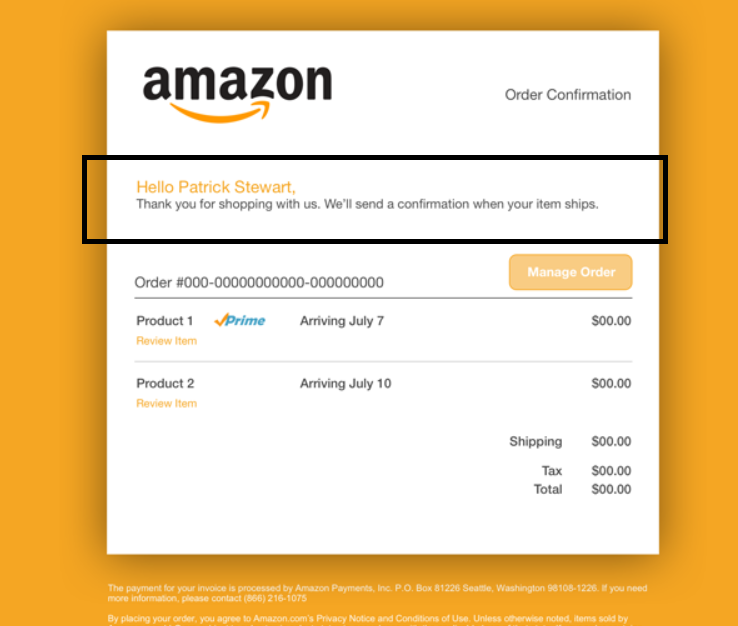 amazon
Order Confirmation
Hello Patrick Stewart,
Thank you for shopping with us. We'll send a confirmation when your item ships.
Manage Order
Order #000-00000000000-000000000
Product 1 Prime Arriving July 7 $00.00
Review Item
Product 2 Arriving July 10 $00.00
Review Item
Shipping $00.00
Tax $00.00
Total $00.00
The payment for your invoice is processed by Amazon Payments, Inc. P.O. Box 81226 Seattle, Washington 98108-1226. If you need
more information, please contact (866) 216-1075
By placing your order, you agree to Amazon.com's Privacy Notice and Conditions of Use. Unless otherwise noted, items sold by